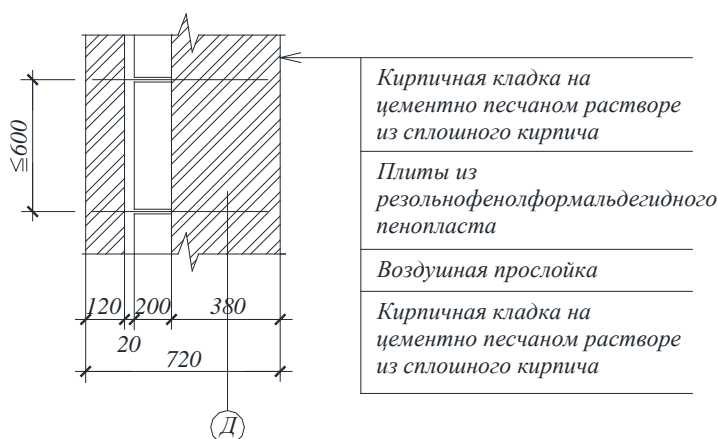 Кирпичная кладка на
цементно песчаном растворе
из сплошного кирпича
Плиты из
резольнофенолформальдегидного
пенопласта
Воздушная прослойка
Кирпичная кладка на
цементно песчаном растворе
из сплошного кирпича
≤600
120 200 380
20
720
Д